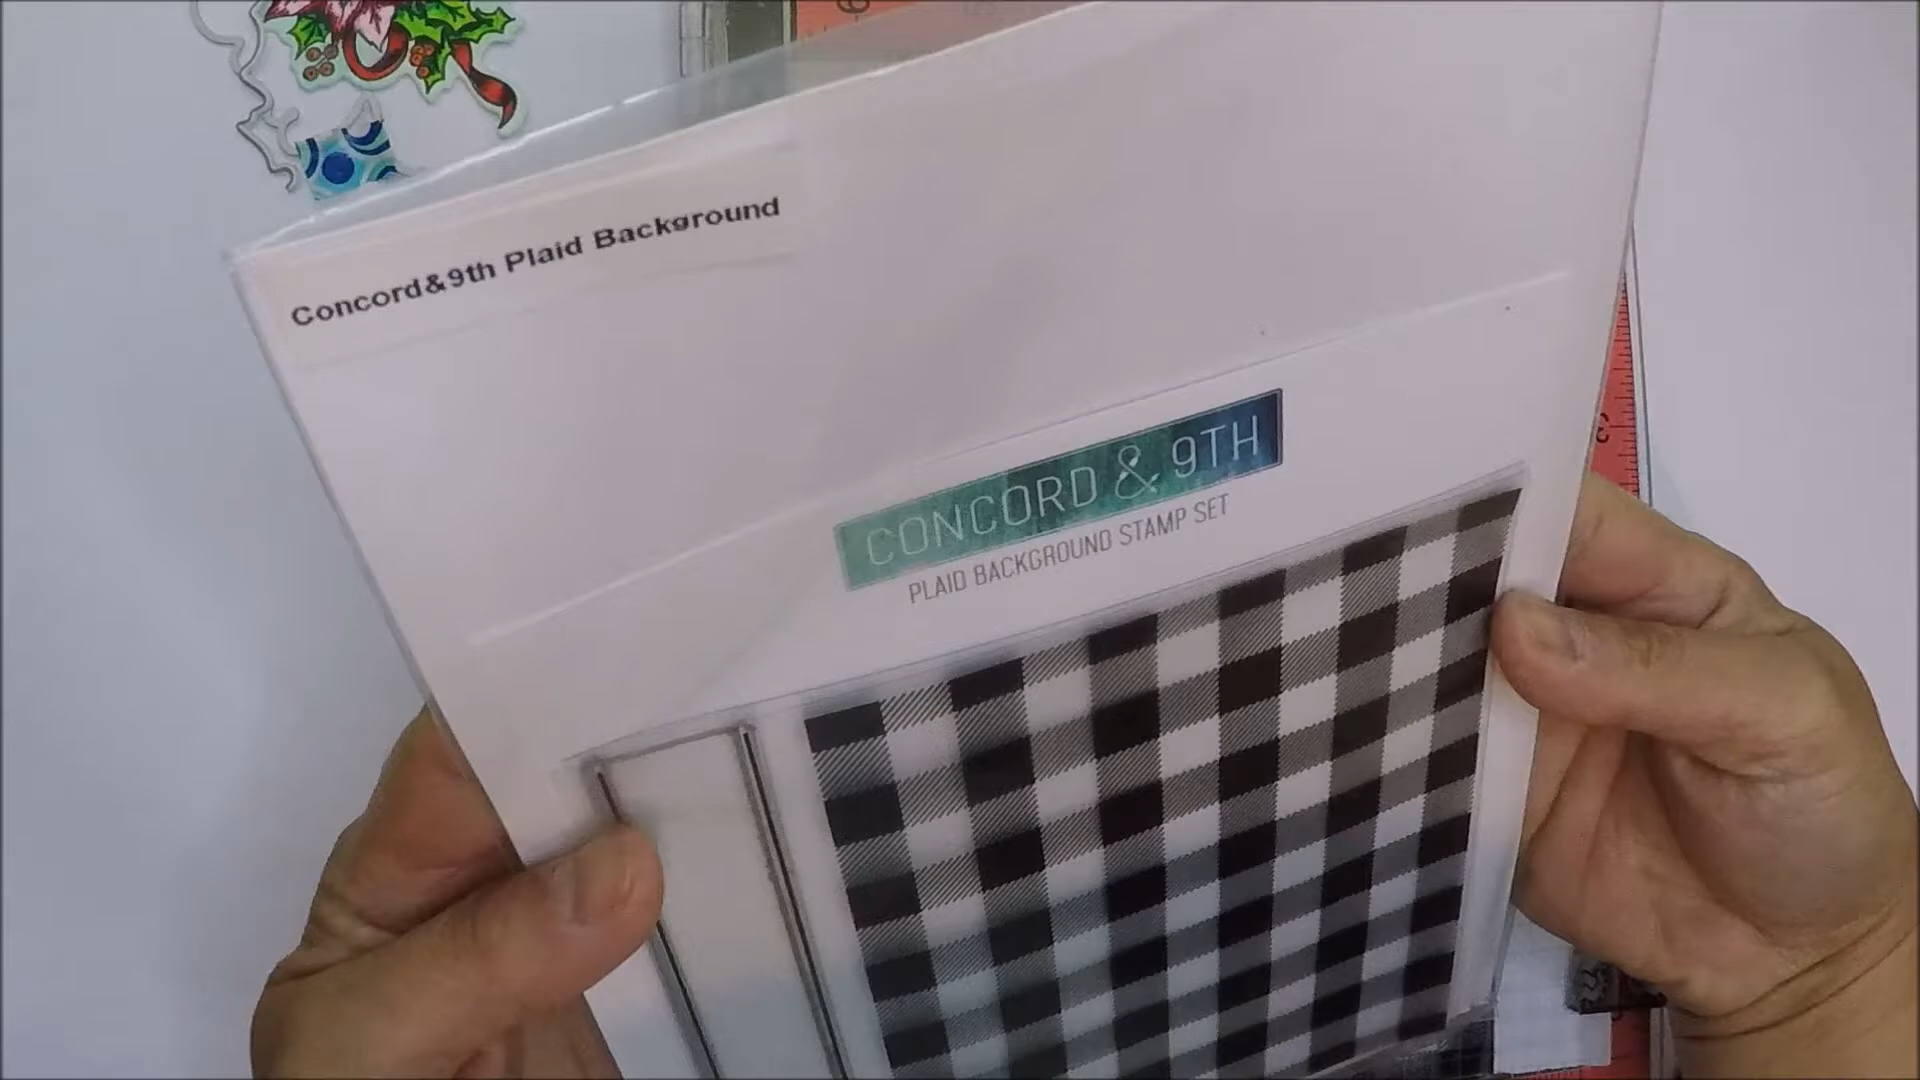 Concord&9th Plaid Background
CONCORD & 9TH
PLAID BACKGROUND STAMP SET